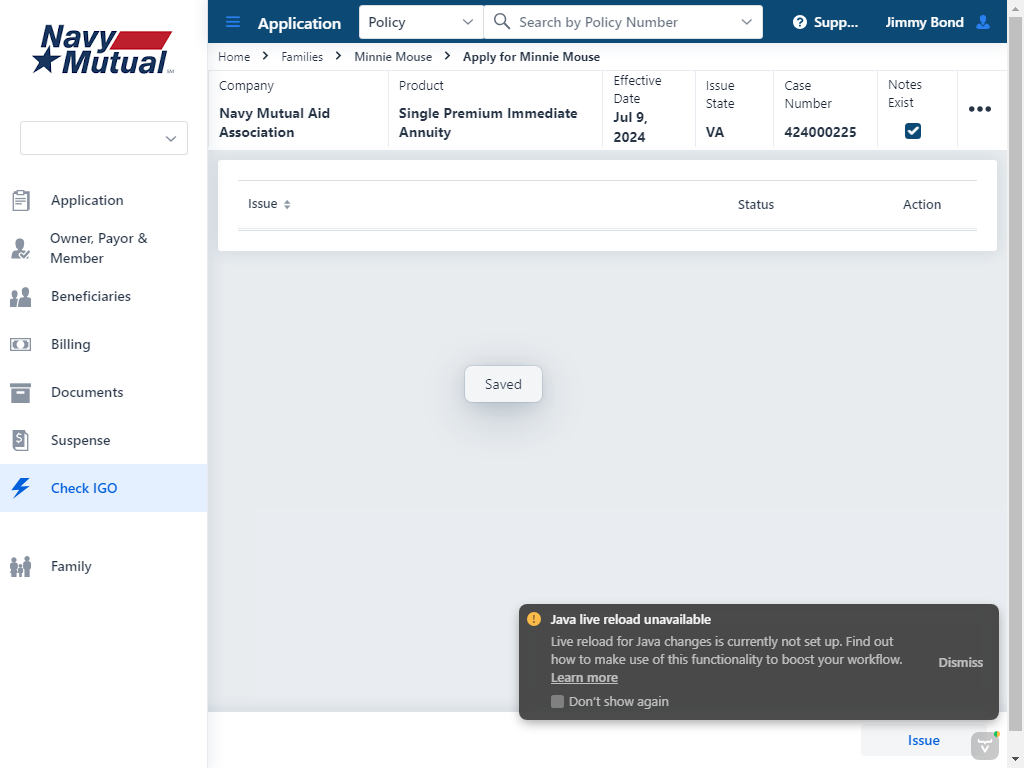 Navy
Mutual
SM
Application
Policy
Search by Policy Number
Supp...
Jimmy Bond
Home
Families
Minnie Mouse
Apply for Minnie Mouse
Company
Navy Mutual Aid
Association
Product
Single Premium Immediate
Annuity
Effective
Date
Jul 9,
2024
Issue
State
VA
Case
Number
424000225
Notes
Exist
Application
Owner, Payor &
Member
Beneficiaries
Billing
Documents
Suspense
Check IGO
Family
Issue
Status
Action
Saved
Java live reload unavailable
Live reload for Java changes is currently not set up. Find out
how to make use of this functionality to boost your workflow.
Learn more
Don't show again
Dismiss
Issue